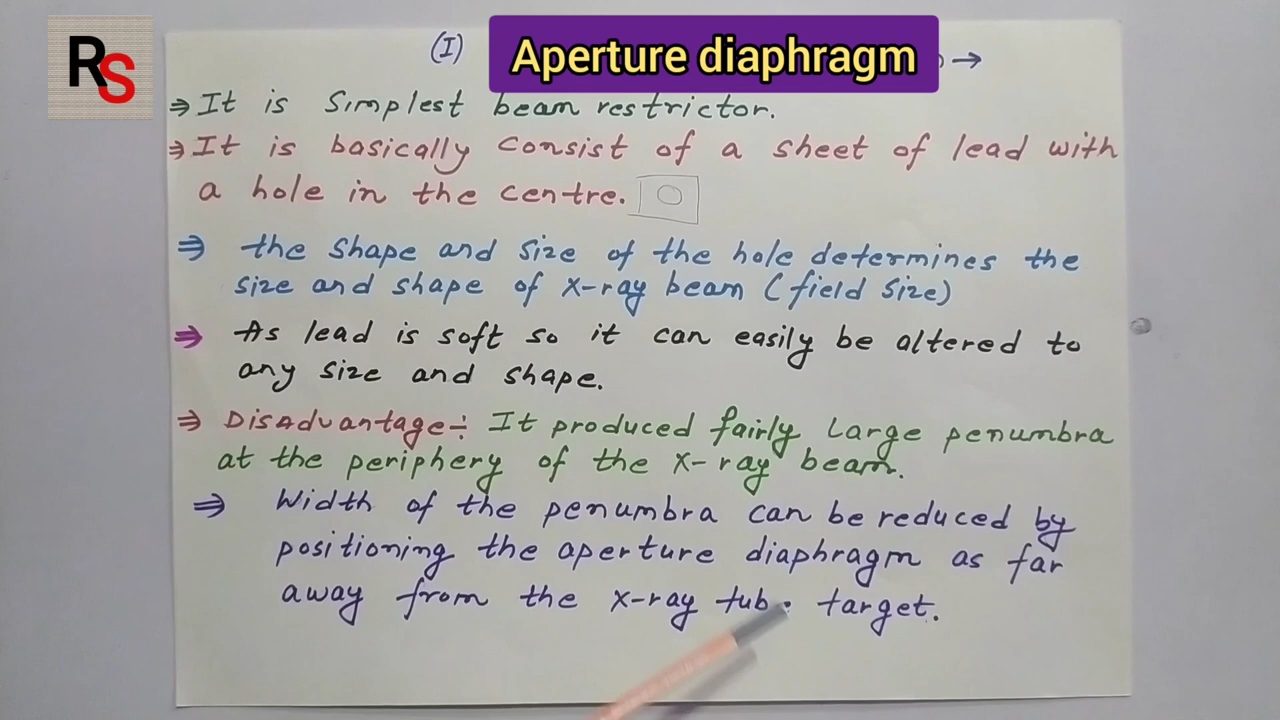 RS
(I) Aperture diaphragm →
⇒ It is simplest beam restrictor.
⇒ It is basically consist of a sheet of lead with
a hole in the centre.
⇒ the shape and size of the hole determines the
size and shape of x-ray beam (field size)
⇒ As lead is soft so it can easily be altered to
any size and shape.
⇒ Disadvantage÷ It produced fairly large penumbra
at the periphery of the x-ray beam.
⇒ Width of the penumbra can be reduced by
positioning the aperture diaphragm as far
away from the x-ray tube target.